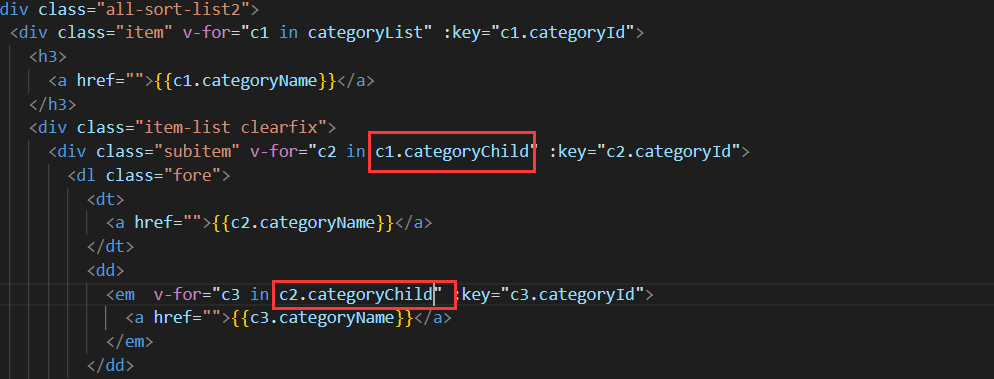 div class="all-sort-list2">
<div class="item" v-for="c1 in categoryList" :key="c1.categoryId">
<h3>
<a href="">{{c1.categoryName}}</a>
</h3>
<div class="item-list clearfix">
<div class="subitem" v-for="c2 in c1.categoryChild" :key="c2.categoryId">
<dl class="fore">
<dt>
<a href="">{{c2.categoryName}}</a>
</dt>
<dd>
<em  v-for="c3 in c2.categoryChild" :key="c3.categoryId">
<a href="">{{c3.categoryName}}</a>
</em>
</dd>